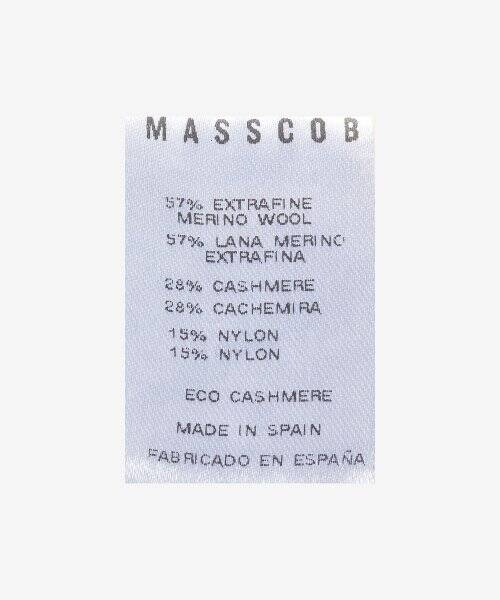 MASSCOB
57% EXTRAFINE
MERINO WOOL
57% LANA MERINO
EXTRAFINA
28% CASHMERE
28% CACHEMIRA
15% NYLON
15% NYLON
ECO CASHMERE
MADE IN SPAIN
FABRICADO EN ESPAÑA